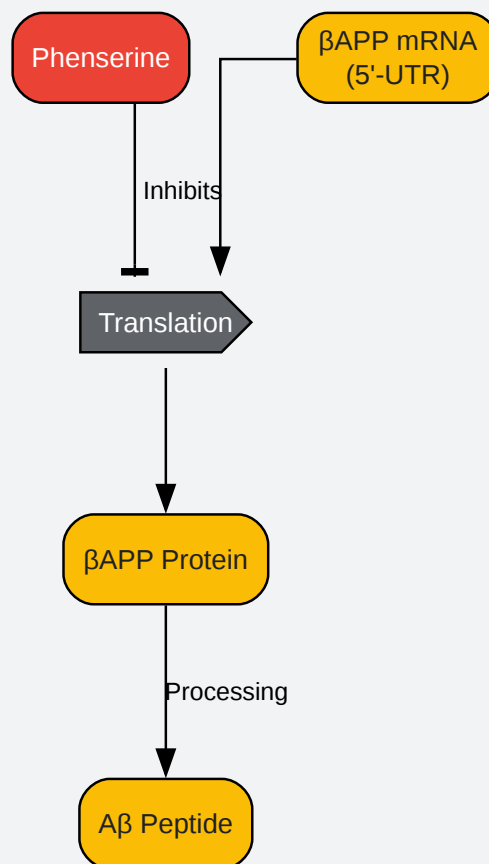 Phenserine
βAPP mRNA
(5'-UTR)
Inhibits
Translation
βAPP Protein
Processing
Aβ Peptide